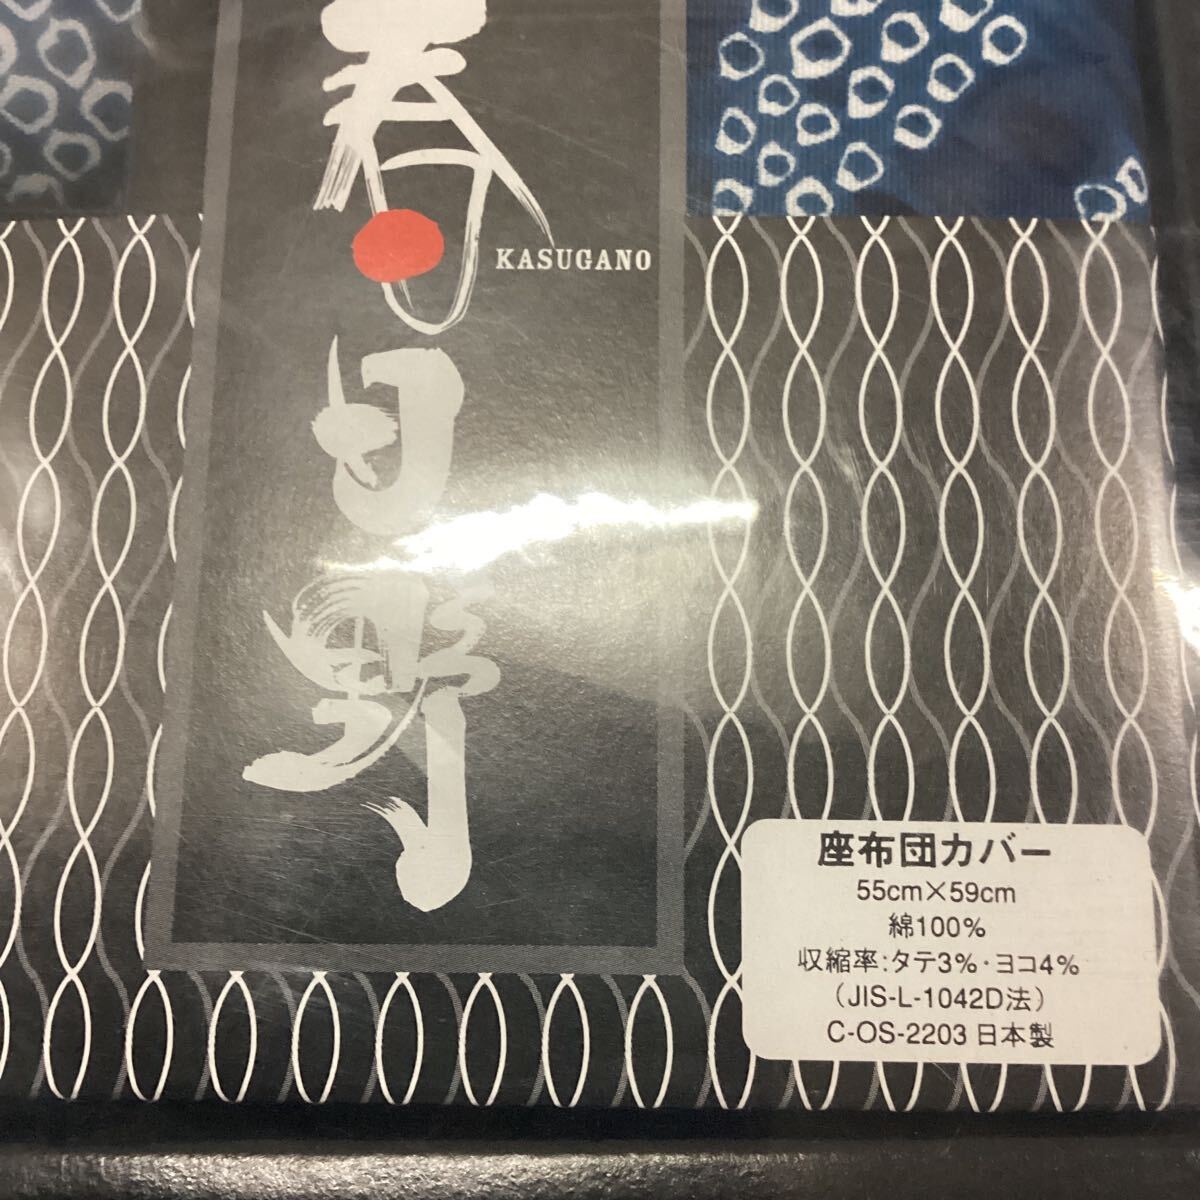 春日野
KASUGANO
座布団カバー
55cm×59cm
綿100%
収縮率:タテ3%・ヨコ4%
(JIS-L-1042D法)
C-OS-2203 日本製